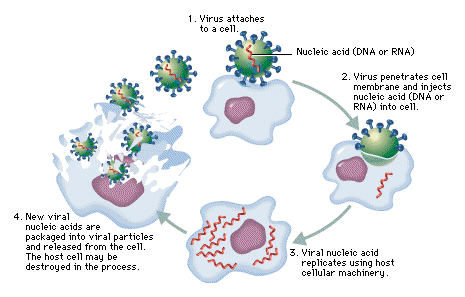 1. Virus attaches
to a cell.
Nucleic acid (DNA or RNA)
2. Virus penetrates cell
membrane and injects
nucleic acid (DNA or
RNA) into cell.
3. Viral nucleic acid
replicates using host
cellular machinery.
4. New viral
nucleic acids are
packaged into viral particles
and released from the cell.
The host cell may be
destroyed in the process.